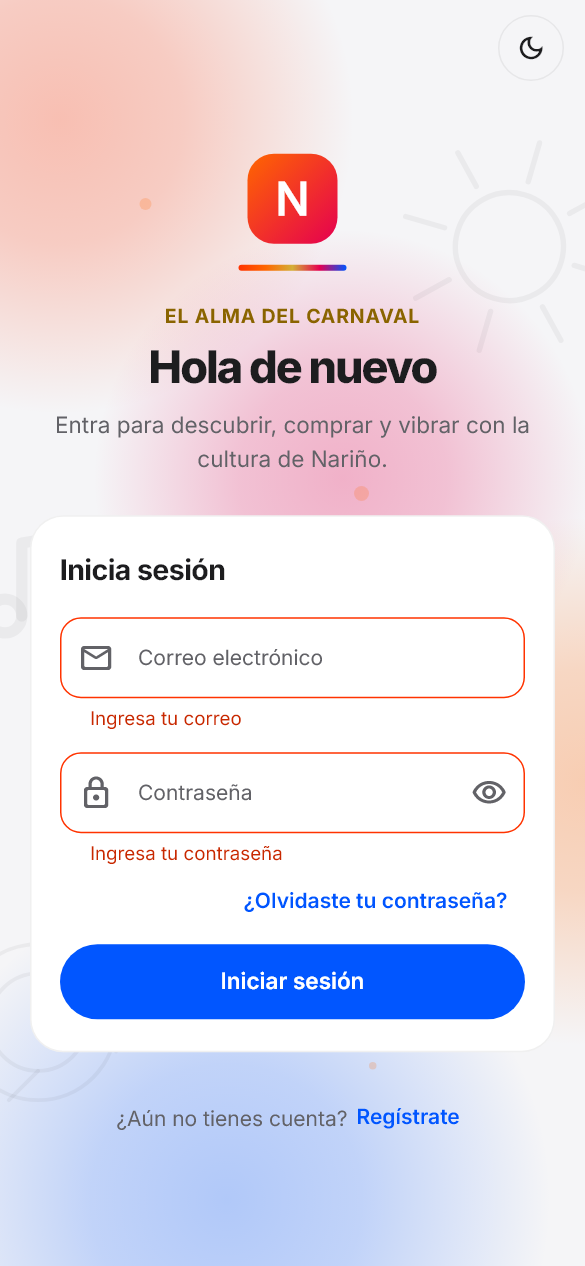 N
EL ALMA DEL CARNAVAL
Hola de nuevo
Entra para descubrir, comprar y vibrar con la
cultura de Nariño.
Inicia sesión
Correo electrónico
Ingresa tu correo
Contraseña
Ingresa tu contraseña
¿Olvidaste tu contraseña?
Iniciar sesión
¿Aún no tienes cuenta? Regístrate